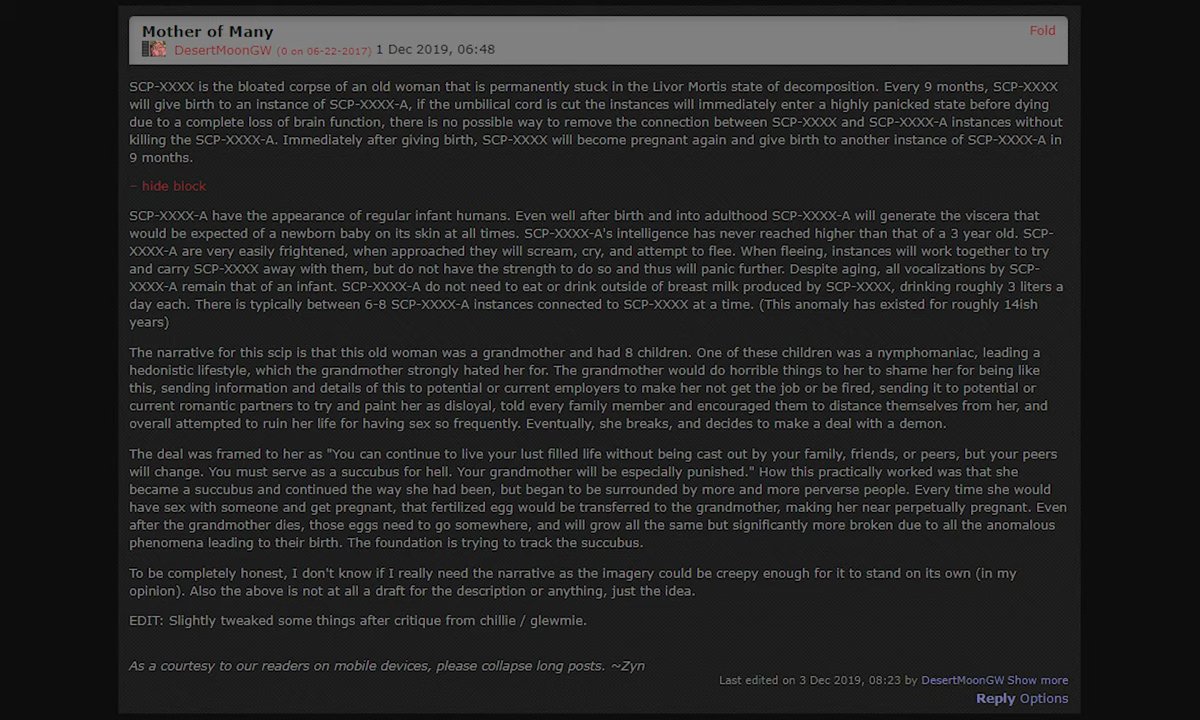 Mother of Many
Fold
DesertMoonGW (0 on 06-22-2017) 1 Dec 2019, 06:48
SCP-XXXX is the bloated corpse of an old woman that is permanently stuck in the Livor Mortis state of decomposition. Every 9 months, SCP-XXXX
will give birth to an instance of SCP-XXXX-A, if the umbilical cord is cut the instances will immediately enter a highly panicked state before dying
due to a complete loss of brain function, there is no possible way to remove the connection between SCP-XXXX and SCP-XXXX-A instances without
killing the SCP-XXXX-A. Immediately after giving birth, SCP-XXXX will become pregnant again and give birth to another instance of SCP-XXXX-A in
9 months.
– hide block
SCP-XXXX-A have the appearance of regular infant humans. Even well after birth and into adulthood SCP-XXXX-A will generate the viscera that
would be expected of a newborn baby on its skin at all times. SCP-XXXX-A's intelligence has never reached higher than that of a 3 year old. SCP-
XXXX-A are very easily frightened, when approached they will scream, cry, and attempt to flee. When fleeing, instances will work together to try
and carry SCP-XXXX away with them, but do not have the strength to do so and thus will panic further. Despite aging, all vocalizations by SCP-
XXXX-A remain that of an infant. SCP-XXXX-A do not need to eat or drink outside of breast milk produced by SCP-XXXX, drinking roughly 3 liters a
day each. There is typically between 6-8 SCP-XXXX-A instances connected to SCP-XXXX at a time. (This anomaly has existed for roughly 14ish
years)
The narrative for this scip is that this old woman was a grandmother and had 8 children. One of these children was a nymphomaniac, leading a
hedonistic lifestyle, which the grandmother strongly hated her for. The grandmother would do horrible things to her to shame her for being like
this, sending information and details of this to potential or current employers to make her not get the job or be fired, sending it to potential or
current romantic partners to try and paint her as disloyal, told every family member and encouraged them to distance themselves from her, and
overall attempted to ruin her life for having sex so frequently. Eventually, she breaks, and decides to make a deal with a demon.
The deal was framed to her as "You can continue to live your lust filled life without being cast out by your family, friends, or peers, but your peers
will change. You must serve as a succubus for hell. Your grandmother will be especially punished." How this practically worked was that she
became a succubus and continued the way she had been, but began to be surrounded by more and more perverse people. Every time she would
have sex with someone and get pregnant, that fertilized egg would be transferred to the grandmother, making her near perpetually pregnant. Even
after the grandmother dies, those eggs need to go somewhere, and will grow all the same but significantly more broken due to all the anomalous
phenomena leading to their birth. The foundation is trying to track the succubus.
To be completely honest, I don't know if I really need the narrative as the imagery could be creepy enough for it to stand on its own (in my
opinion). Also the above is not at all a draft for the description or anything, just the idea.
EDIT: Slightly tweaked some things after critique from chillie / glewmie.
As a courtesy to our readers on mobile devices, please collapse long posts. ~Zyn
Last edited on 3 Dec 2019, 08:23 by DesertMoonGW Show more
Reply Options